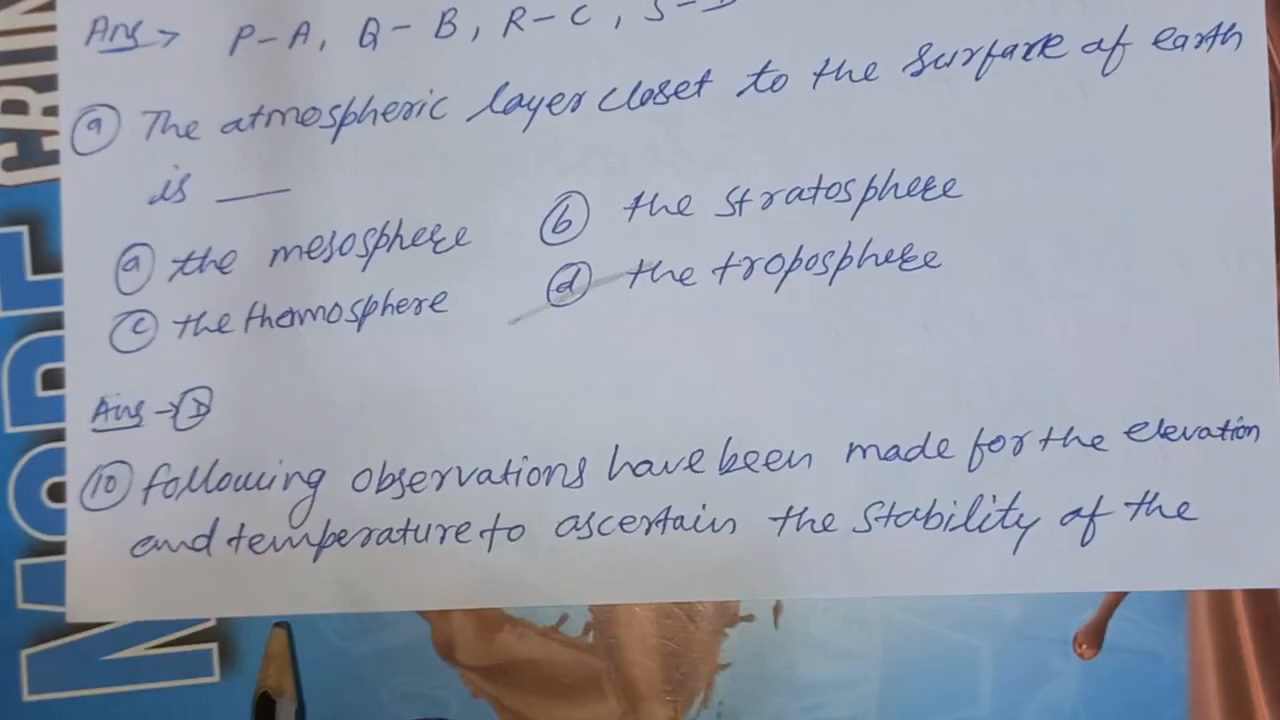 Ans> P-A, Q-B, R-C, S-D
⑨ The atmospheric layer closet to the surface of earth
is __
ⓐ the mesosphere ⓑ the stratosphere
ⓒ the thermosphere ⓓ the troposphere
Ans → Ⓓ
⑩ following observations have been made for the elevation
and temperature to ascertain the stability of the
MORE